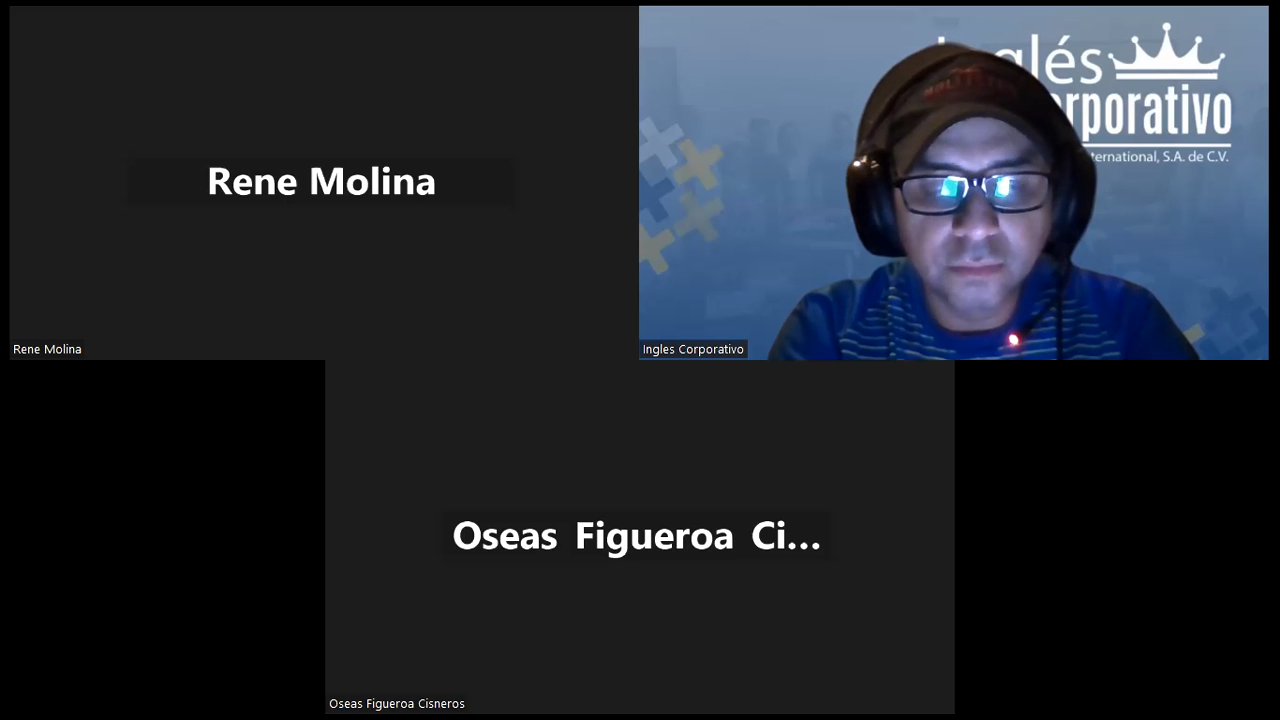 Rene Molina
Rene Molina
Inglés
Corporativo
International, S.A. de C.V.
Ingles Corporativo
Oseas Figueroa Ci...
Oseas Figueroa Cisneros